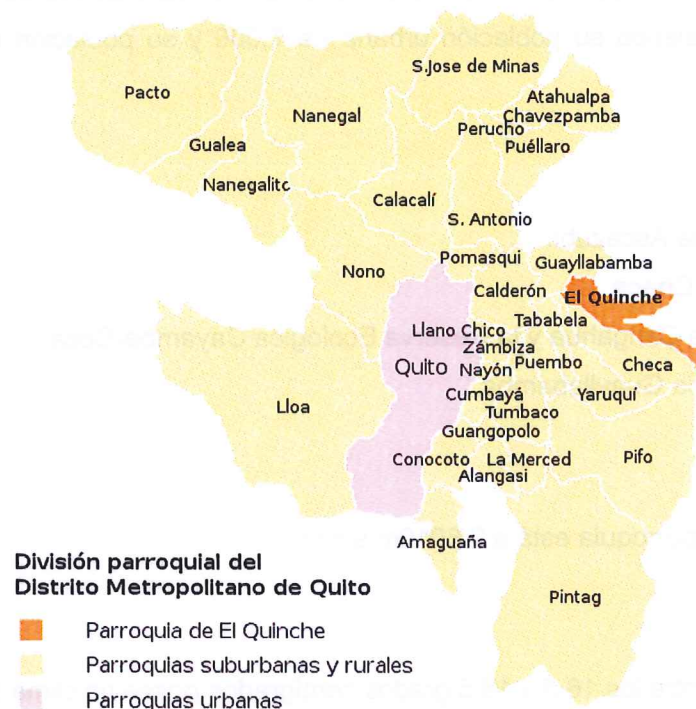 S.Jose de Minas
Pacto
Atahualpa
Nanegal
Chavezpamba
Perucho
Gualea
Puéllaro
Nanegalito
Calacalí
S. Antonio
Pomasqui
Guayllabamba
Nono
Calderón
El Quinche
Tababela
Llano Chico
Zámbiza
Quito
Nayón
Puembo
Checa
Cumbayá
Yaruquí
Lloa
Tumbaco
Guangopolo
Conocoto
La Merced
Pifo
Alangasi
Amaguaña
División parroquial del
Distrito Metropolitano de Quito
Pintag
Parroquia de El Quinche
Parroquias suburbanas y rurales
Parroquias urbanas